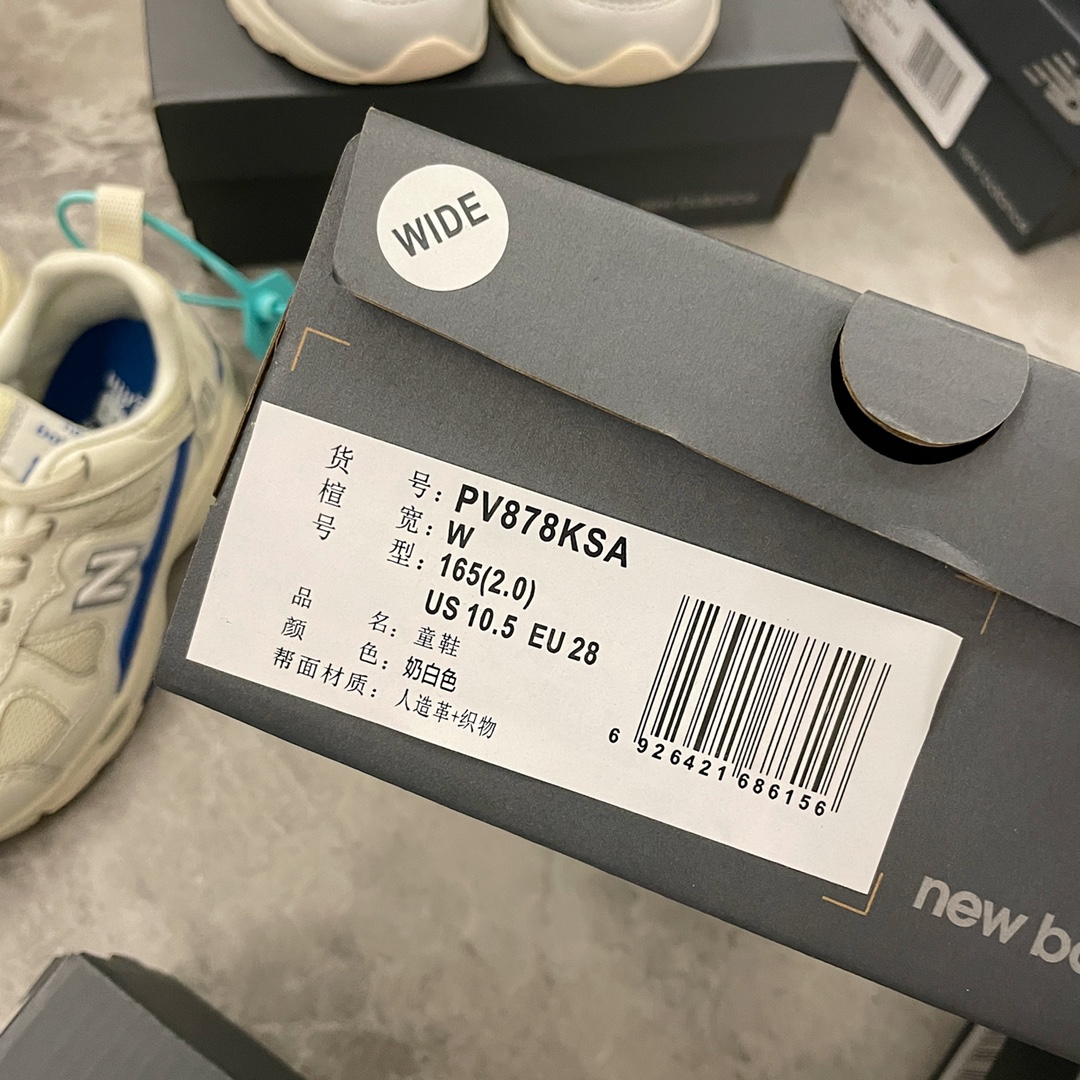 WIDE
货 号: PV878KSA
楦 宽: W
号 型: 165(2.0)
US 10.5 EU 28
品 名: 童鞋
颜 色: 奶白色
帮面材质: 人造革+织物
6 926421 686156
new ba
N